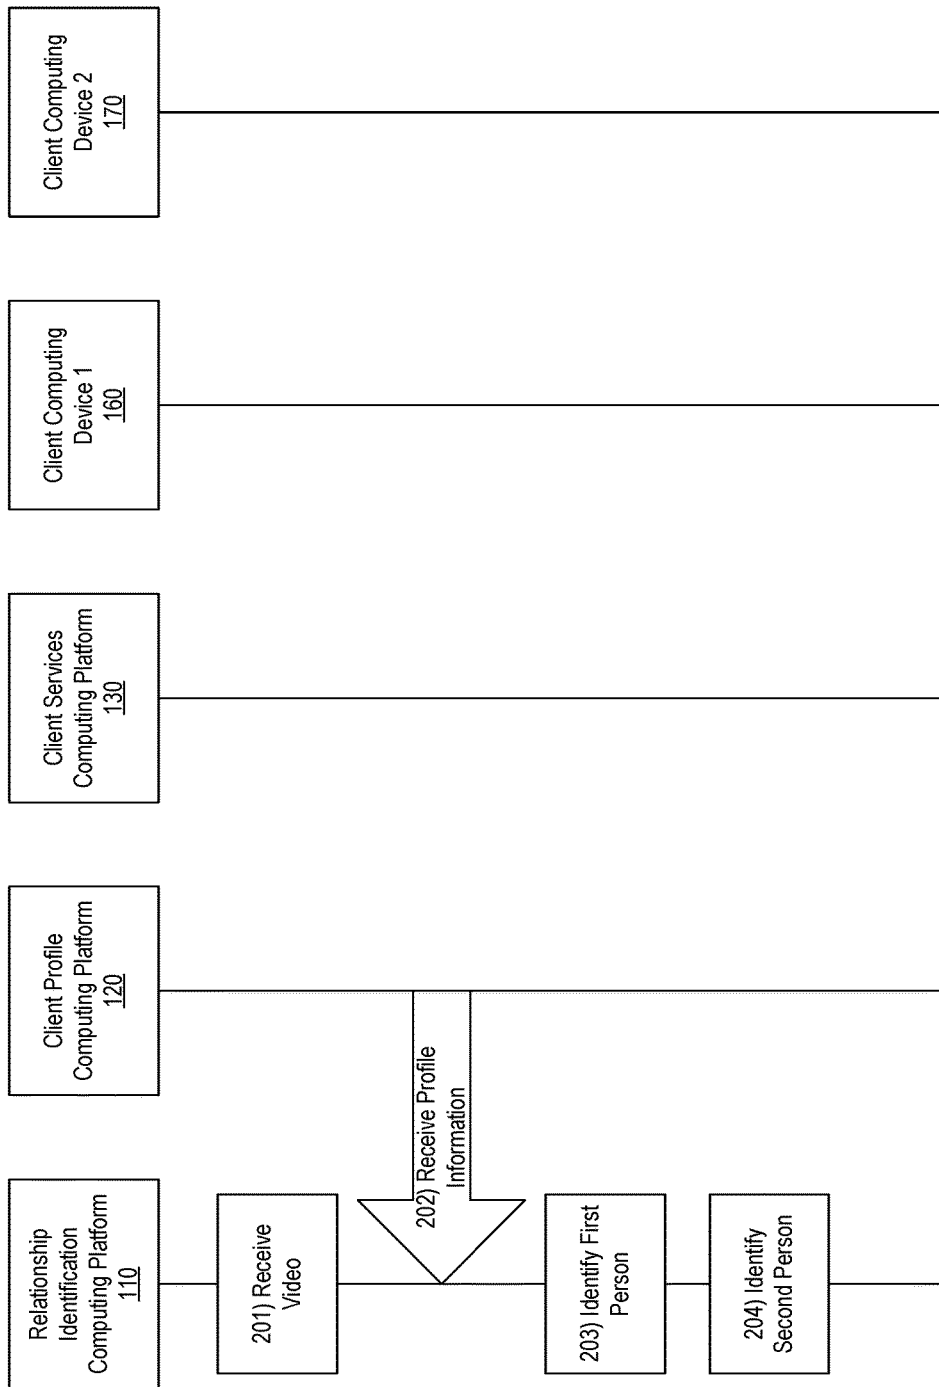 Relationship
Identification
Computing Platform
110
Client Profile
Computing Platform
120
Client Services
Computing Platform
130
Client Computing
Device 1
160
Client Computing
Device 2
170
201) Receive
Video
202) Receive Profile
Information
203) Identify First
Person
204) Identify
Second Person